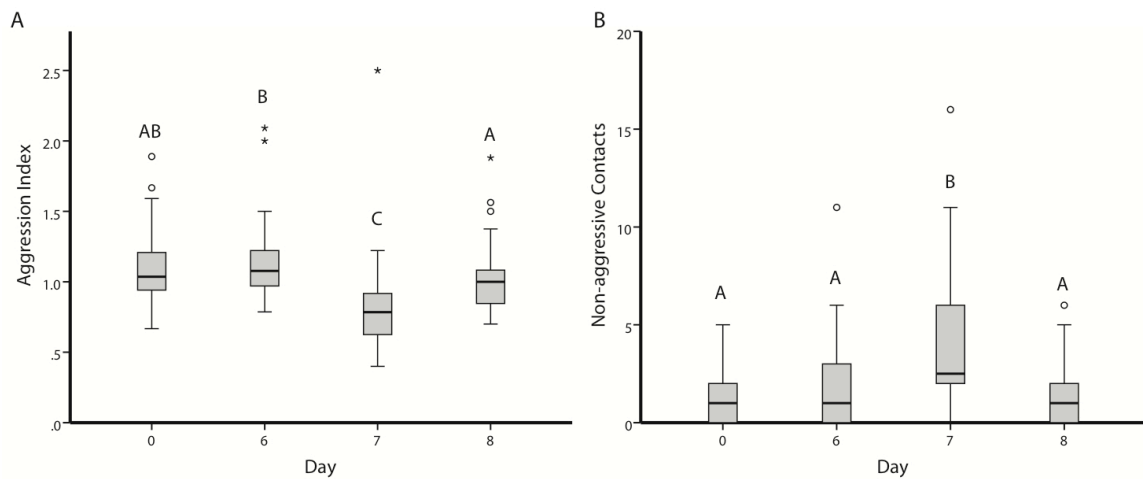 A
Aggression Index
2.5
2.0
1.5
1.0
.5
.0
AB
B
C
A
0 6 7 8
Day
B
Non-aggressive Contacts
20
15
10
5
0
A
A
B
A
0 6 7 8
Day